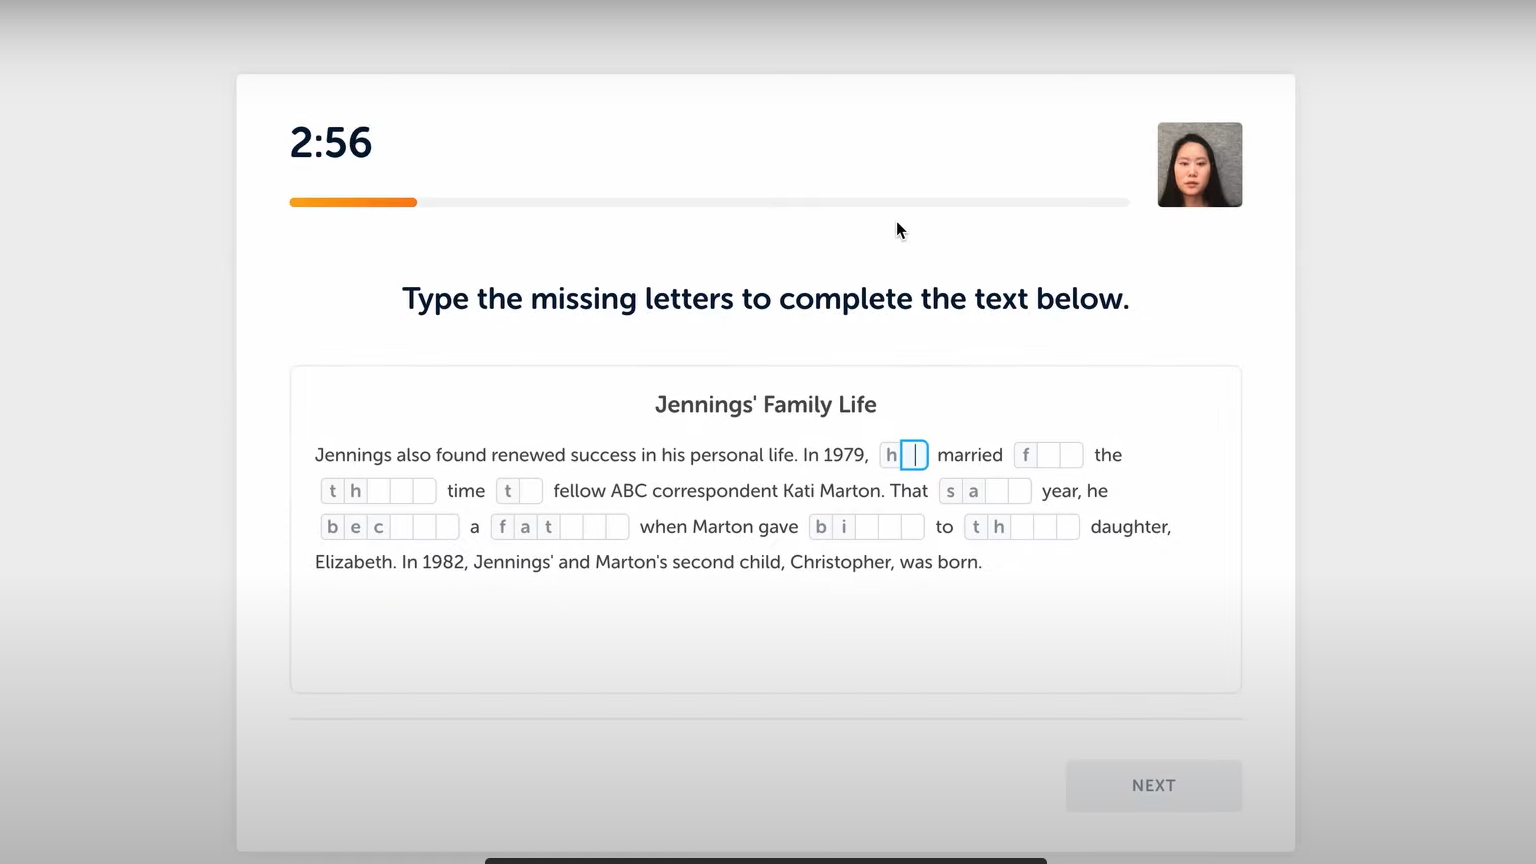 2:56
Type the missing letters to complete the text below.
Jennings' Family Life
Jennings also found renewed success in his personal life. In 1979, h married f the
th time t fellow ABC correspondent Kati Marton. That sa year, he
bec a fat when Marton gave bi to th daughter,
Elizabeth. In 1982, Jennings' and Marton's second child, Christopher, was born.
NEXT